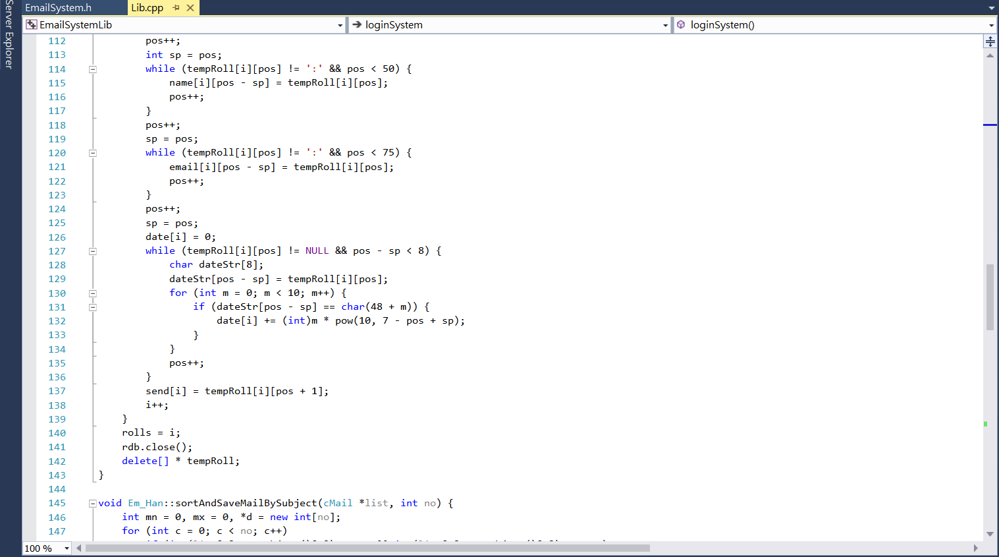 Server Explorer
EmailSystem.h
Lib.cpp
EmailSystemLib
loginSystem
loginSystem()
112 pos++;
113 int sp = pos;
114 while (tempRoll[i][pos] != ':' && pos < 50) {
115 name[i][pos - sp] = tempRoll[i][pos];
116 pos++;
117 }
118 pos++;
119 sp = pos;
120 while (tempRoll[i][pos] != ':' && pos < 75) {
121 email[i][pos - sp] = tempRoll[i][pos];
122 pos++;
123 }
124 pos++;
125 sp = pos;
126 date[i] = 0;
127 while (tempRoll[i][pos] != NULL && pos - sp < 8) {
128 char dateStr[8];
129 dateStr[pos - sp] = tempRoll[i][pos];
130 for (int m = 0; m < 10; m++) {
131 if (dateStr[pos - sp] == char(48 + m)) {
132 date[i] += (int)m * pow(10, 7 - pos + sp);
133 }
134 }
135 pos++;
136 }
137 send[i] = tempRoll[i][pos + 1];
138 i++;
139 }
140 rolls = i;
141 rdb.close();
142 delete[] * tempRoll;
143 }
144
145 void Em_Han::sortAndSaveMailBySubject(cMail *list, int no) {
146 int mn = 0, mx = 0, *d = new int[no];
147 for (int c = 0; c < no; c++)
100 %